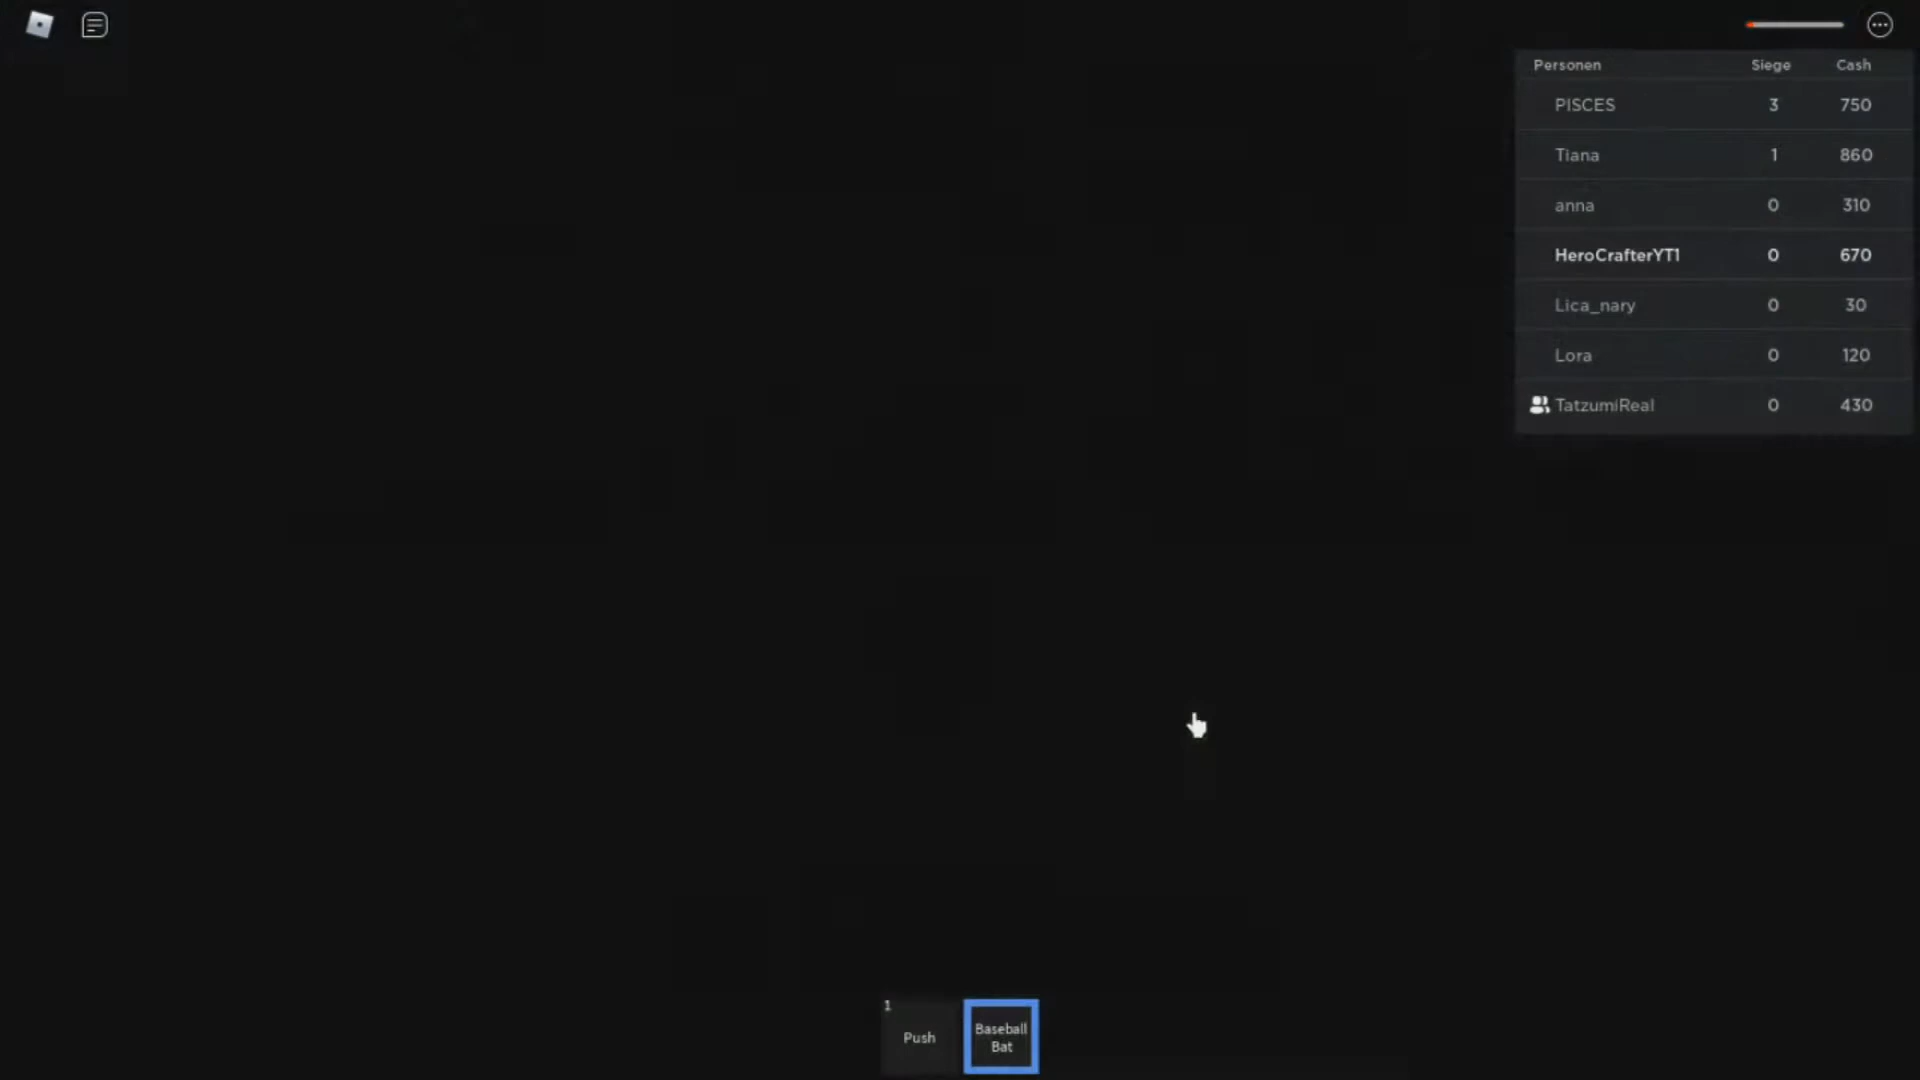 Personen Siege Cash
PISCES 3 750
Tiana 1 860
anna 0 310
HeroCrafterYT1 0 670
Lica_nary 0 30
Lora 0 120
TatzumiReal 0 430
1
Push
Baseball
Bat